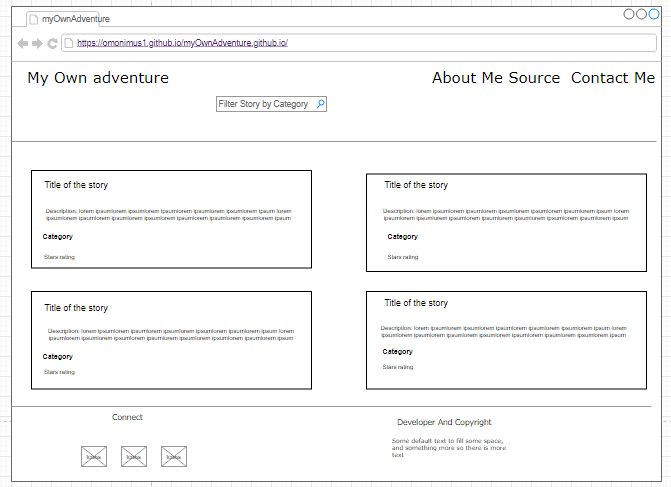 myOwnAdventure
https://omonimus1.github.io/myOwnAdventure.github.io/
My Own adventure
About Me Source Contact Me
Filter Story by Category
Title of the story
Description: lorem ipsumlorem ipsumlorem ipsumlorem ipsumlorem ipsumlorem ipsum lorem
ipsumlorem ipsumlorem ipsumlorem ipsumlorem ipsumlorem ipsumlorem ipsum
Category
Stars rating
Title of the story
Description: lorem ipsumlorem ipsumlorem ipsumlorem ipsumlorem ipsumlorem ipsum lorem
ipsumlorem ipsumlorem ipsumlorem ipsumlorem ipsumlorem ipsumlorem ipsum
Category
Stars rating
Title of the story
Description: lorem ipsumlorem ipsumlorem ipsumlorem ipsumlorem ipsumlorem ipsum lorem
ipsumlorem ipsumlorem ipsumlorem ipsumlorem ipsumlorem ipsumlorem ipsum
Category
Stars rating
Title of the story
Description: lorem ipsumlorem ipsumlorem ipsumlorem ipsumlorem ipsumlorem ipsum lorem
ipsumlorem ipsumlorem ipsumlorem ipsumlorem ipsumlorem ipsumlorem ipsum
Category
Stars rating
Connect
Developer And Copyright
Some default text to fill some space,
and something more so there is more
text